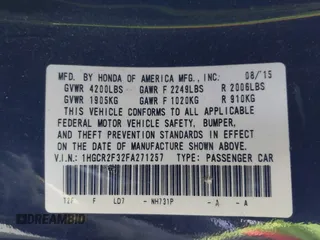 MFD. BY HONDA OF AMERICA MFG., INC. 08/15
GVWR 4200LBS GAWR F 2249LBS R 2006LBS
GVWR 1905KG GAWR F 1020KG R 910KG
THIS VEHICLE CONFORMS TO ALL APPLICABLE
FEDERAL MOTOR VEHICLE SAFETY, BUMPER,
AND THEFT PREVENTION STANDARDS IN EFFECT
ON THE DATE OF MANUFACTURE SHOWN ABOVE.
V.I.N.: 1HGCR2F32FA271257 TYPE: PASSENGER CAR
F LD7 - NH731P - A - A
DREAMBID